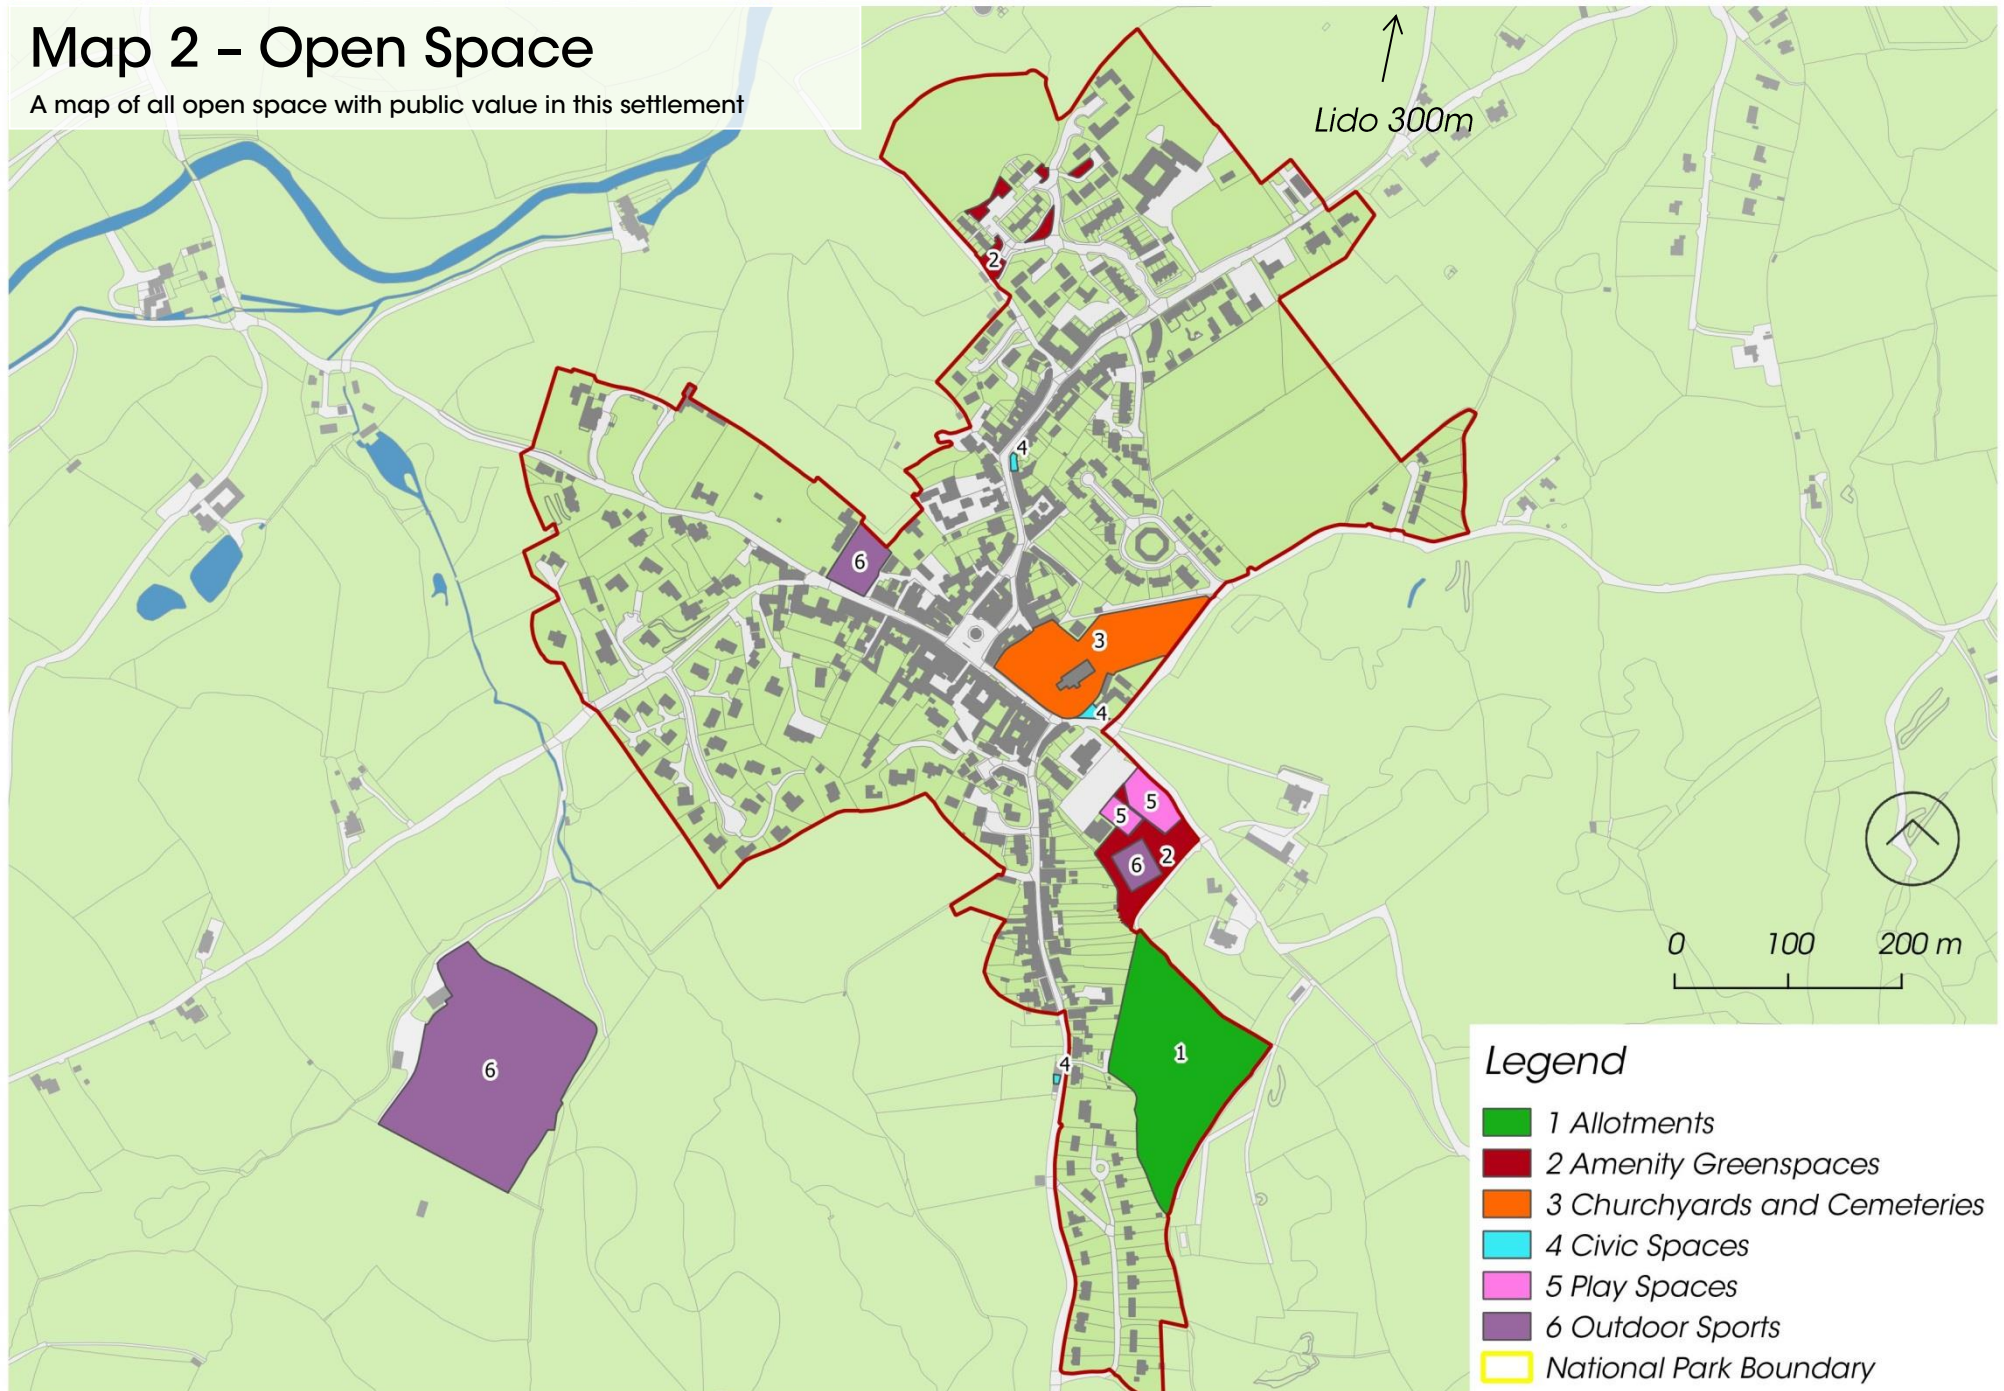 Map 2 – Open Space
A map of all open space with public value in this settlement
Lido 300m
2
4
6
3
4
5
5
2
6
0 100 200 m
1
4
6
Legend
1 Allotments
2 Amenity Greenspaces
3 Churchyards and Cemeteries
4 Civic Spaces
5 Play Spaces
6 Outdoor Sports
National Park Boundary